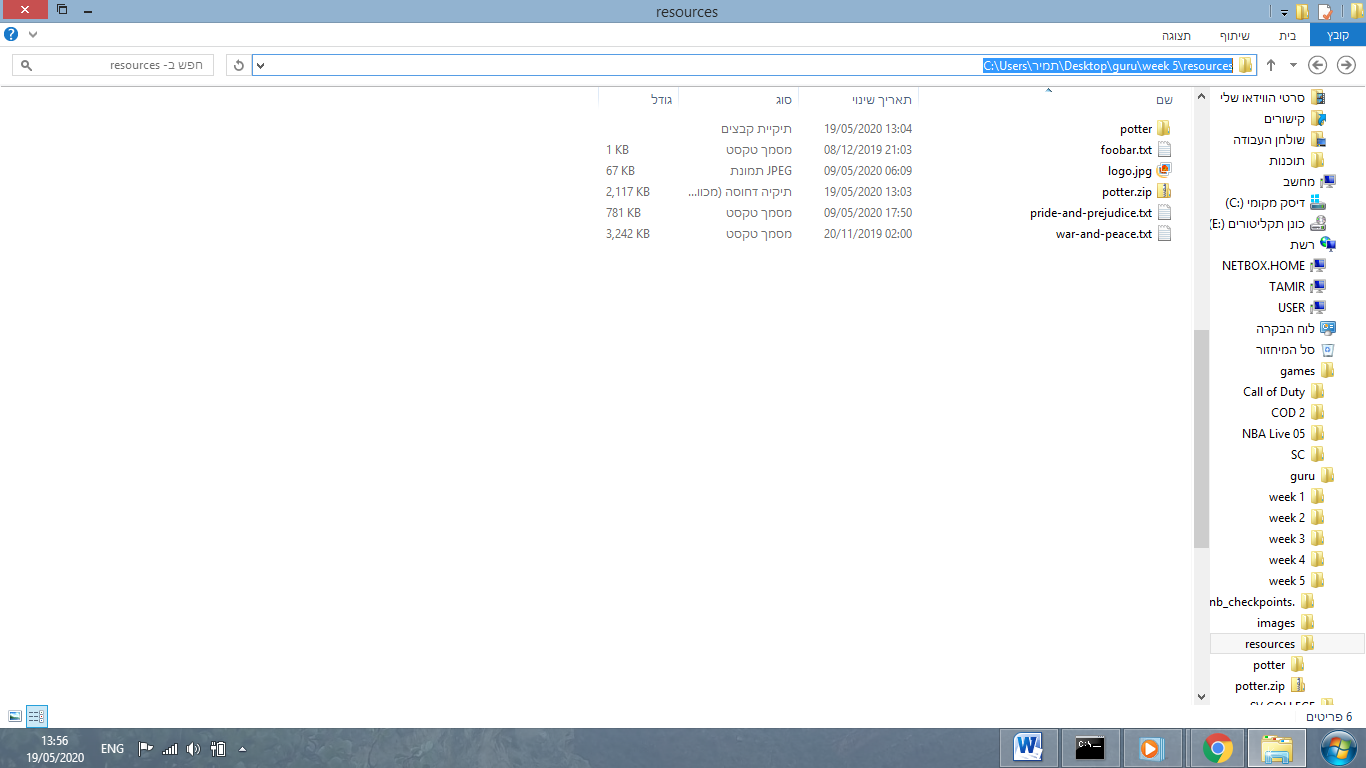 resources
קובץ בית שיתוף תצוגה
C:\Users\תמיר\Desktop\guru\week 5\resources
חפש ב- resources
שם תאריך שינוי סוג גודל
potter 19/05/2020 13:04 תיקיית קבצים
foobar.txt 08/12/2019 21:03 מסמך טקסט 1 KB
logo.jpg 09/05/2020 06:09 תמונת JPEG 67 KB
potter.zip 19/05/2020 13:03 תיקיה דחוסה (מכוו... 2,117 KB
pride-and-prejudice.txt 09/05/2020 17:50 מסמך טקסט 781 KB
war-and-peace.txt 20/11/2019 02:00 מסמך טקסט 3,242 KB
סרטי הווידאו שלי
קישורים
שולחן העבודה
תוכנות
מחשב
דיסק מקומי (C:)
כונן תקליטורים (E:)
רשת
NETBOX.HOME
TAMIR
USER
לוח הבקרה
סל המיחזור
games
Call of Duty
COD 2
NBA Live 05
SC
guru
week 1
week 2
week 3
week 4
week 5
nb_checkpoints.
images
resources
potter
potter.zip
6 פריטים
ENG
13:56
19/05/2020